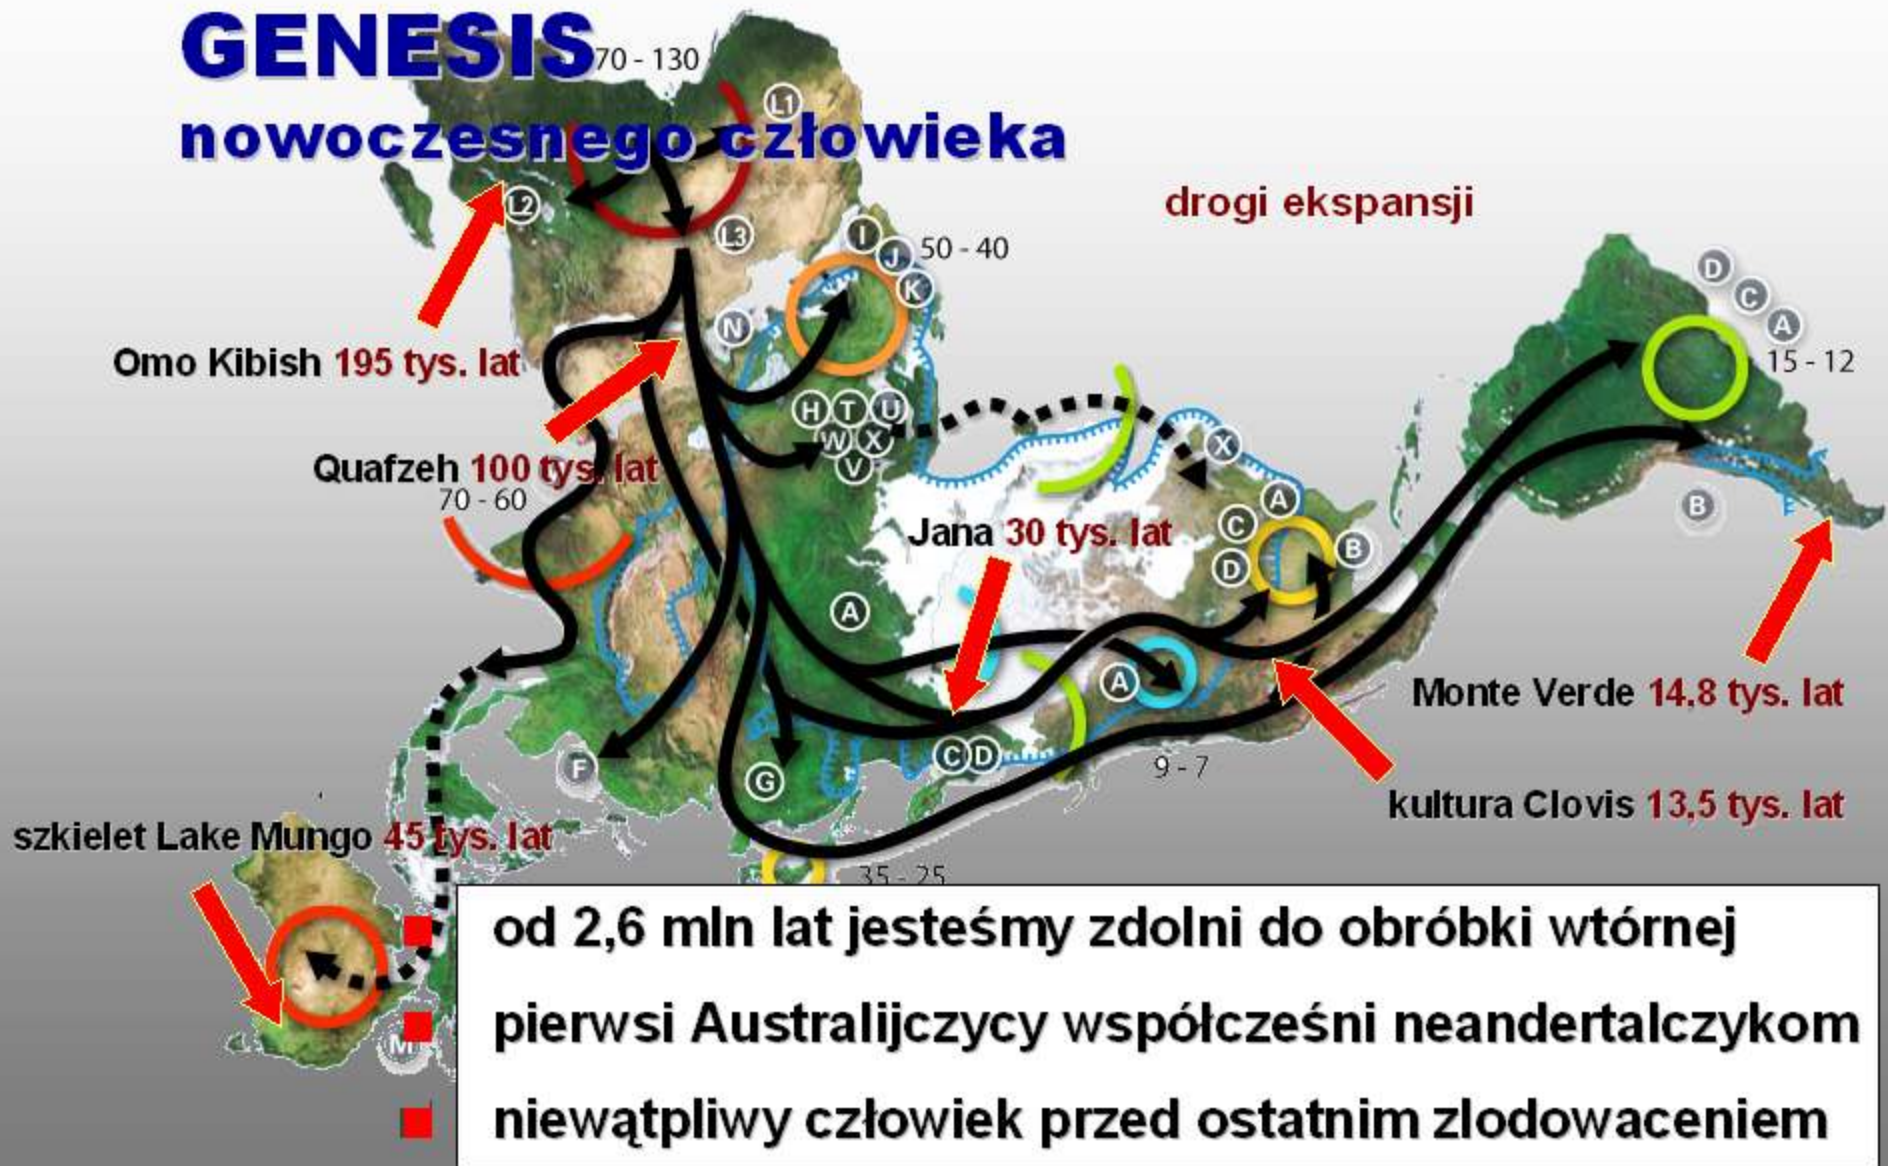 GENESIS
70 - 130
nowoczesnego człowieka
L1
L2
L3
drogi ekspansji
I
J
K
50 - 40
N
D
C
A
15 - 12
Omo Kibish 195 tys. lat
H T U
W X
V
X
Quafzeh 100 tys. lat
70 - 60
A
C
B
D
B
Jana 30 tys. lat
A
A
Monte Verde 14.8 tys. lat
F
G
C D
9 - 7
kultura Clovis 13,5 tys. lat
szkielet Lake Mungo 45 tys. lat
35 - 25
M
od 2,6 mln lat jesteśmy zdolni do obróbki wtórnej
pierwsi Australijczycy współcześni neandertalczykom
niewątpliwy człowiek przed ostatnim zlodowaceniem